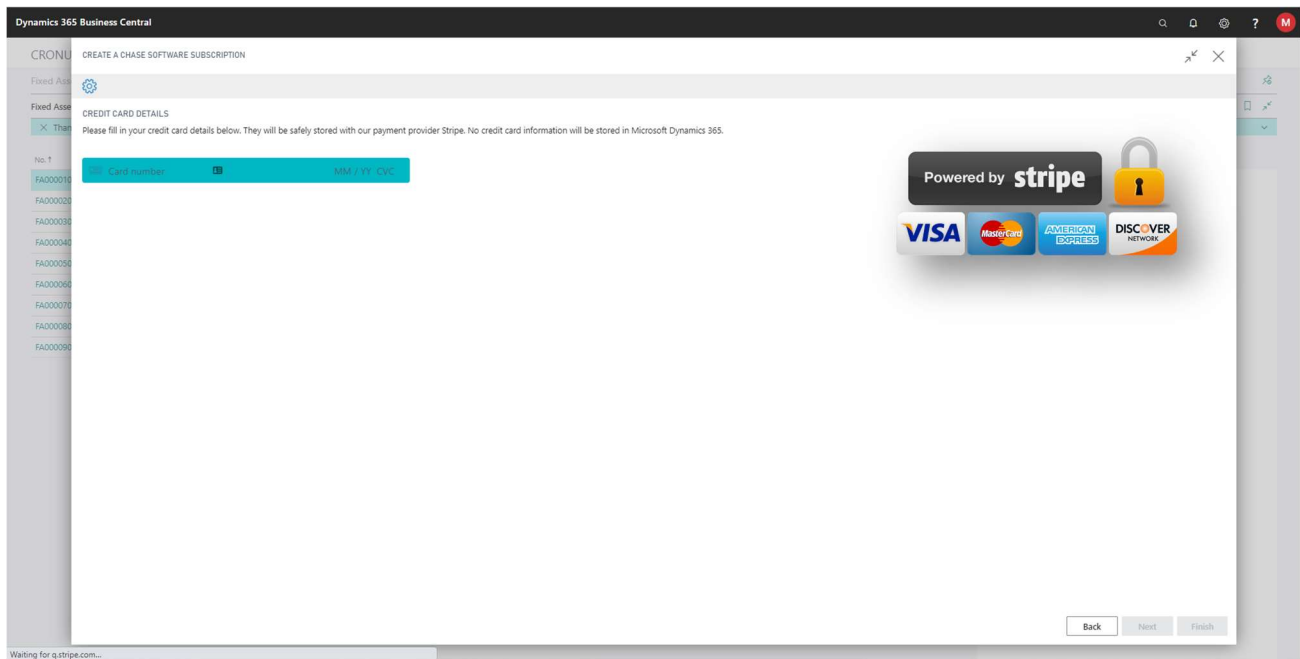 Dynamics 365 Business Central
?
M
CRONU
CREATE A CHASE SOFTWARE SUBSCRIPTION
Fixed Ass
Fixed Asse
Than
CREDIT CARD DETAILS
Please fill in your credit card details below. They will be safely stored with our payment provider Stripe. No credit card information will be stored in Microsoft Dynamics 365.
Card number MM / YY CVC
Powered by stripe
VISA MasterCard AMERICAN EXPRESS DISCOVER NETWORK
No. ↑
FA000010
FA000020
FA000030
FA000040
FA000050
FA000060
FA000070
FA000080
FA000090
Back Next Finish
Waiting for q.stripe.com...